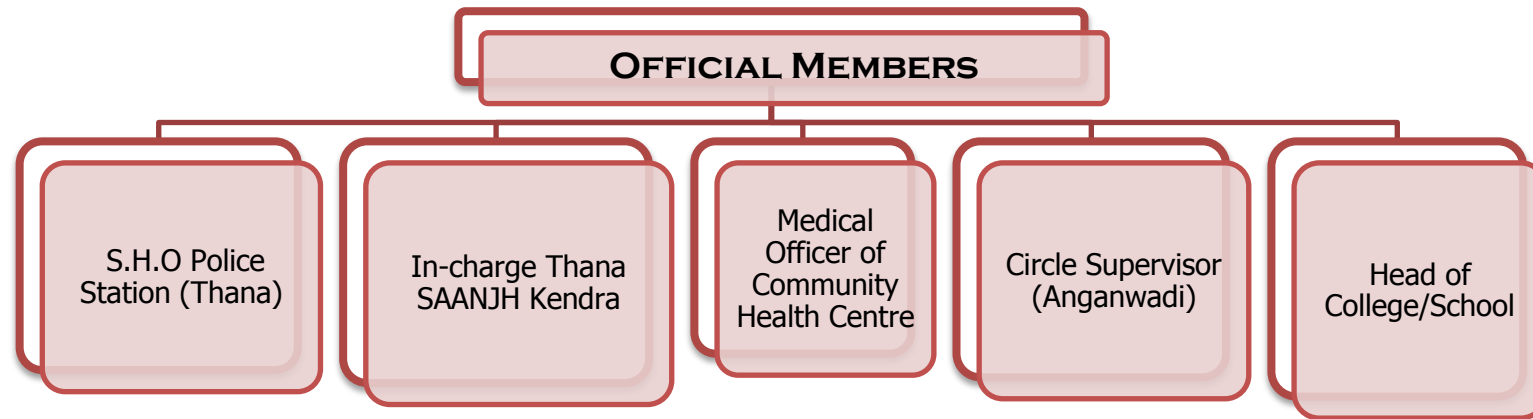 OFFICIAL MEMBERS
S.H.O Police
Station (Thana)
In-charge Thana
SAANJH Kendra
Medical
Officer of
Community
Health Centre
Circle Supervisor
(Anganwadi)
Head of
College/School